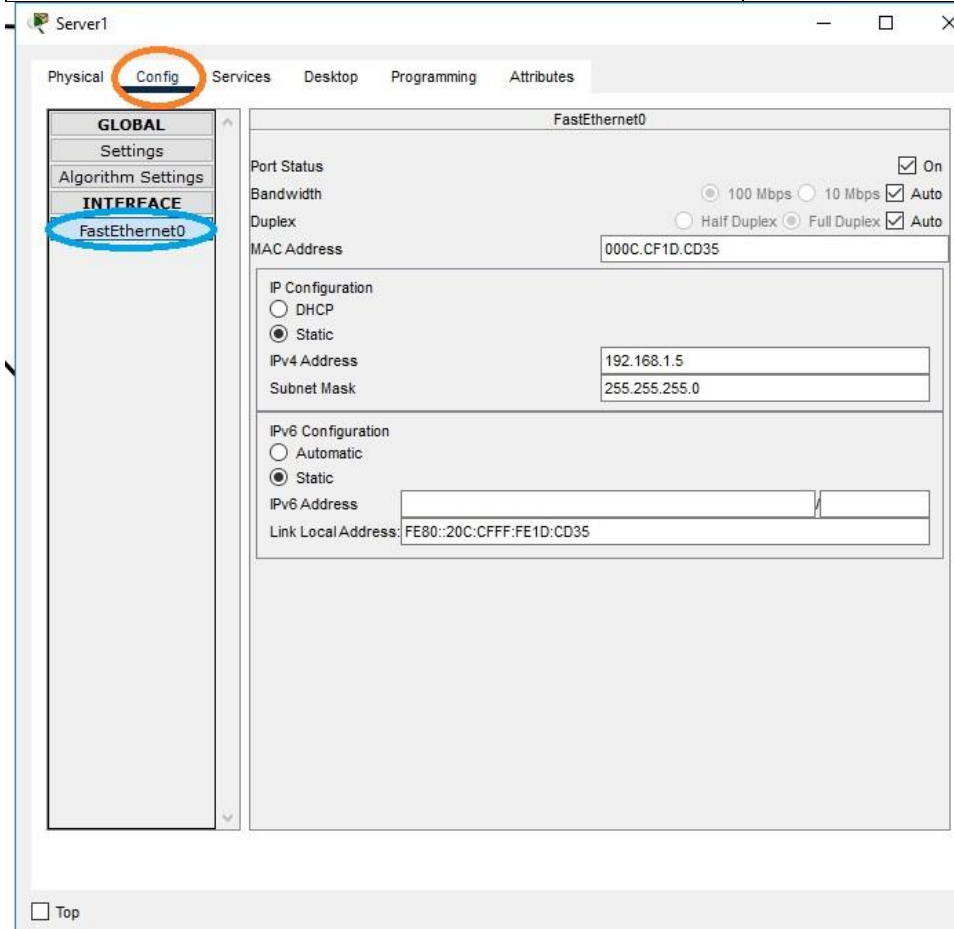 Server1
Physical Config Services Desktop Programming Attributes
GLOBAL
Settings
Algorithm Settings
INTERFACE
FastEthernet0
FastEthernet0
Port Status On
Bandwidth 100 Mbps 10 Mbps Auto
Duplex Half Duplex Full Duplex Auto
MAC Address 000C.CF1D.CD35
IP Configuration
DHCP
Static
IPv4 Address 192.168.1.5
Subnet Mask 255.255.255.0
IPv6 Configuration
Automatic
Static
IPv6 Address /
Link Local Address: FE80::20C:CFFF:FE1D:CD35
Top